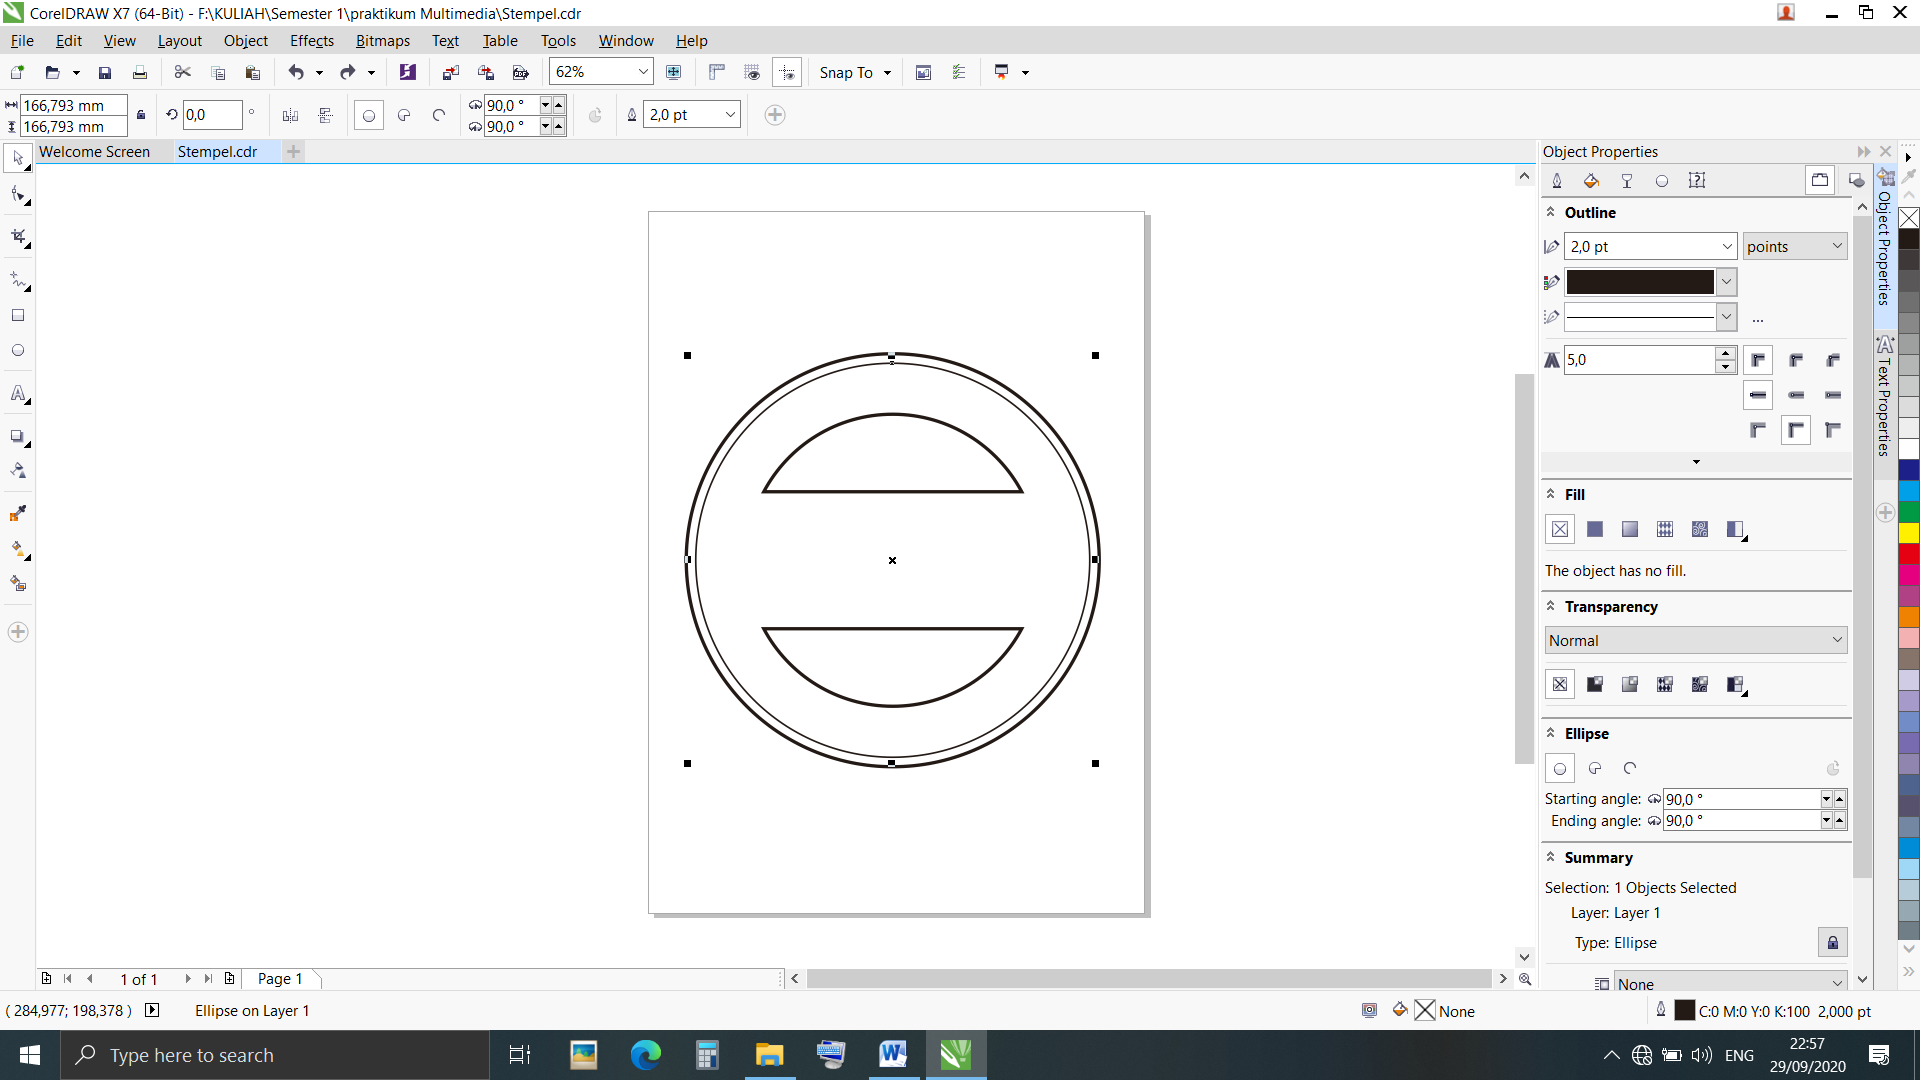 CorelDRAW X7 (64-Bit) - F:\KULIAH\Semester 1\praktikum Multimedia\Stempel.cdr
File Edit View Layout Object Effects Bitmaps Text Table Tools Window Help
62% Snap To
166,793 mm
166,793 mm
0,0 °
90,0 °
90,0 °
2,0 pt
Welcome Screen Stempel.cdr
Object Properties
Outline
2,0 pt points
...
5,0
Fill
The object has no fill.
Transparency
Normal
Ellipse
Starting angle: 90,0 °
Ending angle: 90,0 °
Summary
Selection: 1 Objects Selected
Layer: Layer 1
Type: Ellipse
None
Object Properties
Text Properties
1 of 1 Page 1
( 284,977; 198,378 ) Ellipse on Layer 1 None C:0 M:0 Y:0 K:100 2,000 pt
Type here to search
ENG
22:57
29/09/2020